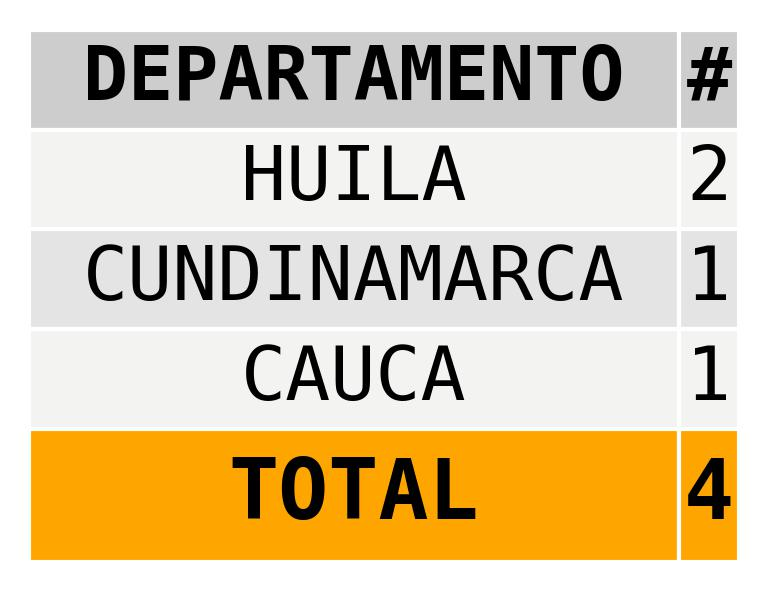 DEPARTAMENTO #
HUILA 2
CUNDINAMARCA 1
CAUCA 1
TOTAL 4